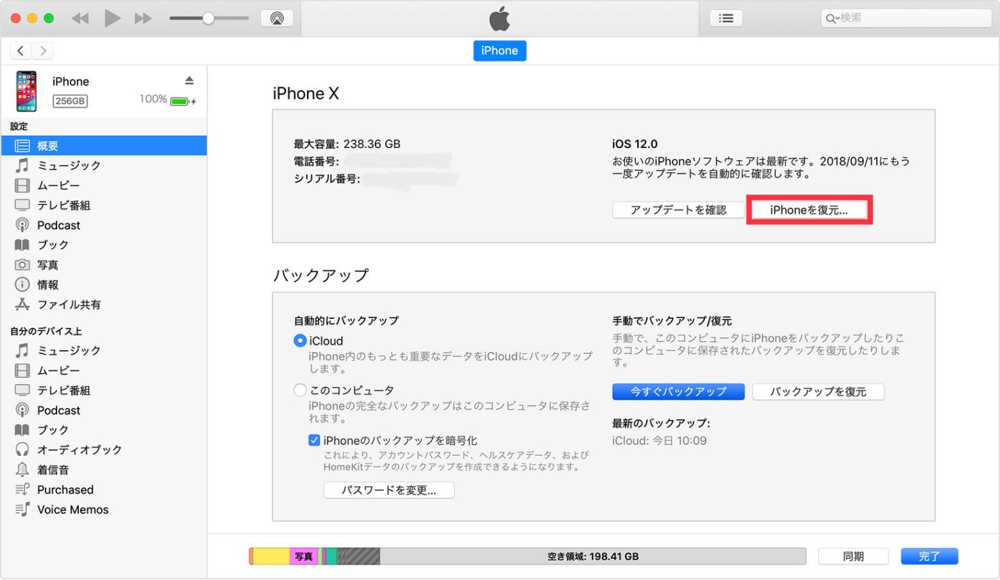 検索
iPhone
iPhone
256GB
100%
設定
概要
ミュージック
ムービー
テレビ番組
Podcast
ブック
写真
情報
ファイル共有
自分のデバイス上
ミュージック
ムービー
テレビ番組
Podcast
ブック
オーディオブック
着信音
Purchased
Voice Memos
iPhone X
最大容量: 238.36 GB
電話番号:
シリアル番号:
iOS 12.0
お使いのiPhoneソフトウェアは最新です。2018/09/11にもう
一度アップデートを自動的に確認します。
アップデートを確認
iPhoneを復元...
バックアップ
自動的にバックアップ
iCloud
iPhone内のもっとも重要なデータをiCloudにバックアップ
します。
このコンピュータ
iPhoneの完全なバックアップはこのコンピュータに保存さ
れます。
iPhoneのバックアップを暗号化
これにより、アカウントパスワード、ヘルスケアデータ、および
HomeKitデータのバックアップを作成できるようになります。
パスワードを変更...
手動でバックアップ/復元
手動で、このコンピュータにiPhoneをバックアップしたりこ
のコンピュータに保存されたバックアップを復元したりしま
す。
今すぐバックアップ
バックアップを復元
最新のバックアップ:
iCloud: 今日 10:09
写真
空き領域: 198.41 GB
同期
完了